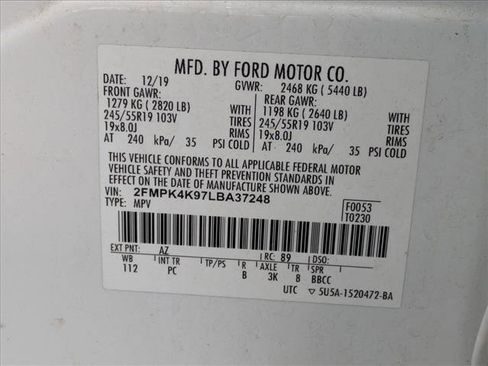 MFD. BY FORD MOTOR CO.
DATE: 12/19 GVWR: 2468 KG ( 5440 LB)
FRONT GAWR: REAR GAWR:
1279 KG ( 2820 LB) WITH 1198 KG ( 2640 LB) WITH
245/55R19 103V TIRES 245/55R19 103V TIRES
19x8.0J RIMS 19x8.0J RIMS
AT 240 kPa/ 35 PSI COLD AT 240 kPa/ 35 PSI COLD
THIS VEHICLE CONFORMS TO ALL APPLICABLE FEDERAL MOTOR
VEHICLE SAFETY AND THEFT PREVENTION STANDARDS IN
EFFECT ON THE DATE OF MANUFACTURE SHOWN ABOVE.
VIN: 2FMPK4K97LBA37248 F0053
TYPE: MPV T0230
EXT PNT: AZ RC: 89 DSO:
WB INT TR TP/PS R AXLE TR SPR
112 PC B 3K 8 BBCC
UTC ▽ 5U5A-1520472-BA